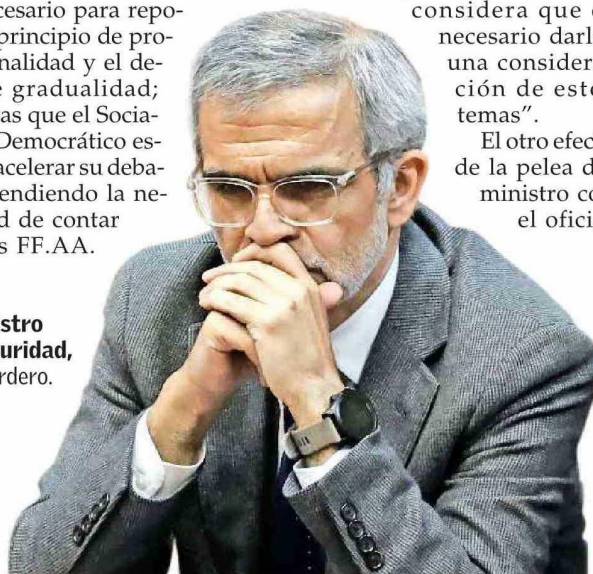 cesario para repo-
principio de pro-
nalidad y el de-
e gradualidad;
as que el Socia-
Democrático es-
acelerar su deba-
endiendo la ne-
d de contar
s FF.AA.
stro
uridad,
rdero.
considera que
necesario darl
una consider
ción de este
temas”.
El otro efec
de la pelea d
ministro co
el ofici